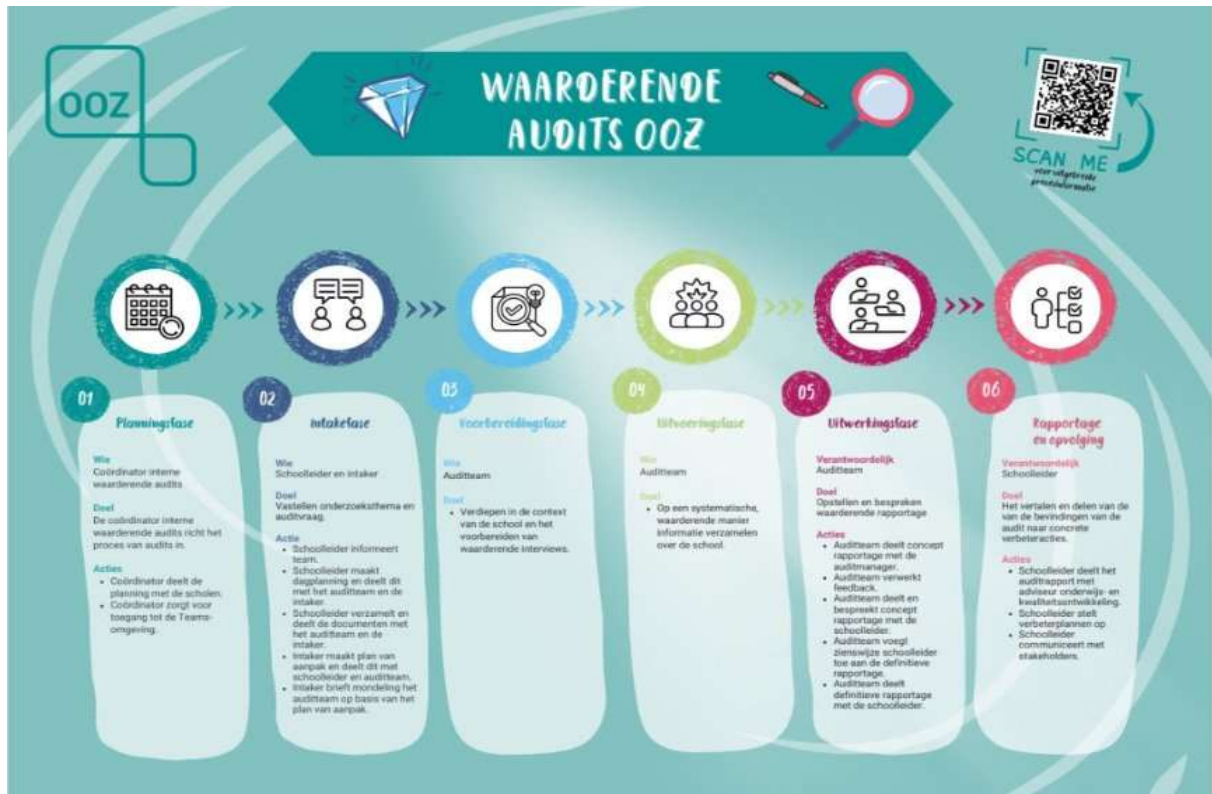 OOZ
WAARDERENDE
AUDITS OOZ
SCAN ME
voor uitgebreide
procesinformatie
01
Planningsfase
Wie
Coördinator interne
waarderende audits
Doel
De coördinator interne
waarderende audits richt het
proces van audits in.
Acties
• Coördinator deelt de
planning met de scholen.
• Coördinator zorgt voor
toegang tot de Teams-
omgeving.
02
Intakefase
Wie
Schoolleider en intaker
Doel
Vastellen onderzoeksthema en
auditvraag.
Actie
• Schoolleider informeert
team.
• Schoolleider maakt
dagplanning en deelt dit
met het auditteam en de
intaker.
• Schoolleider verzamelt en
deelt de documenten met
het auditteam en de
intaker.
• Intaker maakt plan van
aanpak en deelt dit met
schoolleider en auditteam.
• Intaker brieft mondeling het
auditteam op basis van het
plan van aanpak.
03
Voorbereidingsfase
Wie
Auditteam
Doel
• Verdiepen in de context
van de school en het
voorbereiden van
waarderende interviews.
04
Uitvoeringsfase
Wie
Auditteam
Doel
• Op een systematische,
waarderende manier
informatie verzamelen
over de school.
05
Uitwerkingsfase
Verantwoordelijk
Auditteam
Doel
Opstellen en bespreken
waarderende rapportage
Acties
• Auditteam deelt concept
rapportage met de
auditmanager.
• Auditteam verwerkt
feedback.
• Auditteam deelt en
bespreekt concept
rapportage met de
schoolleider.
• Auditteam voegt
zienswijze schoolleider
toe aan de definitieve
rapportage.
• Auditteam deelt
definitieve rapportage
met de schoolleider.
06
Rapportage
en opvolging
Verantwoordelijk
Schoolleider
Doel
Het vertalen en delen van de
van de bevindingen van de
audit naar concrete
verbeteracties.
Acties
• Schoolleider deelt het
auditrapport met
adviseur onderwijs- en
kwaliteitsontwikkeling.
• Schoolleider stelt
verbeterplannen op
• Schoolleider
communiceert met
stakeholders.